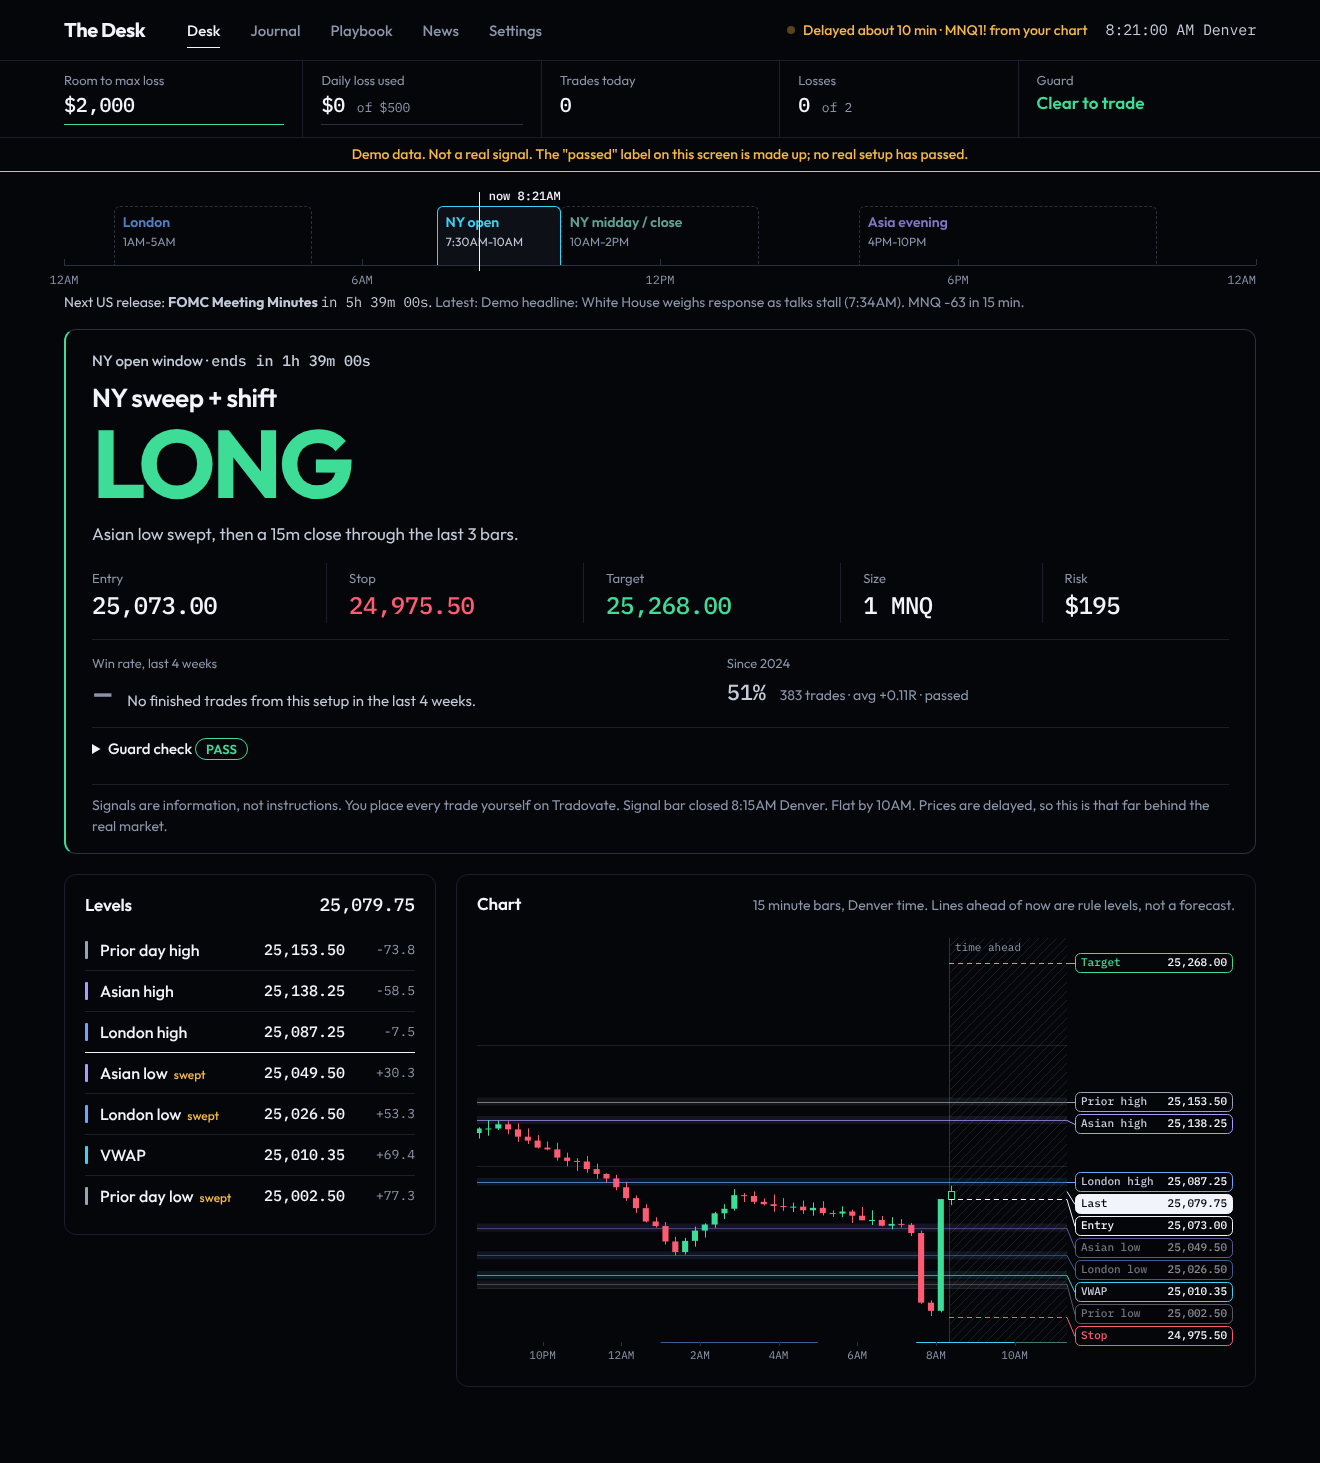 The Desk Desk Journal Playbook News Settings Delayed about 10 min · MNQ1! from your chart 8:21:00 AM Denver
Room to max loss Daily loss used Trades today Losses Guard
$2,000 $0 of $500 0 0 of 2 Clear to trade
Demo data. Not a real signal. The "passed" label on this screen is made up; no real setup has passed.
now 8:21AM
London NY open NY midday / close Asia evening
1AM-5AM 7:30AM-10AM 10AM-2PM 4PM-10PM
12AM 6AM 12PM 6PM 12AM
Next US release: FOMC Meeting Minutes in 5h 39m 00s. Latest: Demo headline: White House weighs response as talks stall (7:34AM). MNQ -63 in 15 min.
NY open window · ends in 1h 39m 00s
NY sweep + shift
LONG
Asian low swept, then a 15m close through the last 3 bars.
Entry Stop Target Size Risk
25,073.00 24,975.50 25,268.00 1 MNQ $195
Win rate, last 4 weeks Since 2024
— No finished trades from this setup in the last 4 weeks. 51% 383 trades · avg +0.11R · passed
Guard check PASS
Signals are information, not instructions. You place every trade yourself on Tradovate. Signal bar closed 8:15AM Denver. Flat by 10AM. Prices are delayed, so this is that far behind the
real market.
Levels 25,079.75
Prior day high 25,153.50 -73.8
Asian high 25,138.25 -58.5
London high 25,087.25 -7.5
Asian low swept 25,049.50 +30.3
London low swept 25,026.50 +53.3
VWAP 25,010.35 +69.4
Prior day low swept 25,002.50 +77.3
Chart 15 minute bars, Denver time. Lines ahead of now are rule levels, not a forecast.
time ahead
Target 25,268.00
Prior high 25,153.50
Asian high 25,138.25
London high 25,087.25
Last 25,079.75
Entry 25,073.00
Asian low 25,049.50
London low 25,026.50
VWAP 25,010.35
Prior low 25,002.50
Stop 24,975.50
10PM 12AM 2AM 4AM 6AM 8AM 10AM